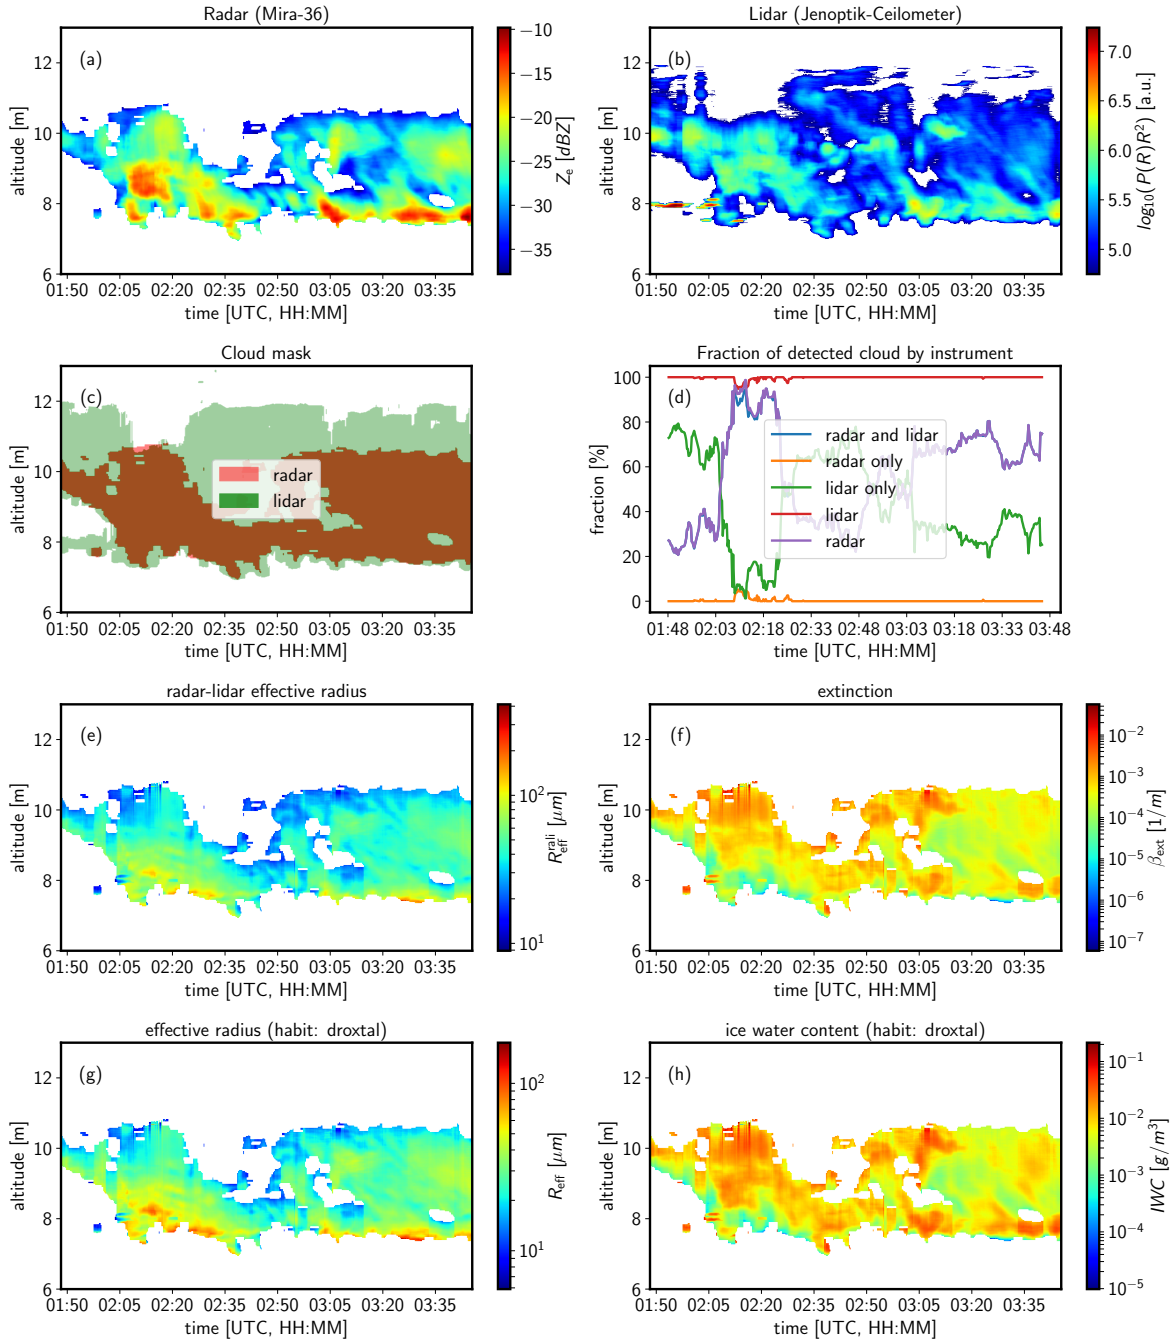 Radar (Mira-36)
(a)
altitude [m]
12
10
8
6
01:50 02:05 02:20 02:35 02:50 03:05 03:20 03:35
time [UTC, HH:MM]
−10
−15
−20
−25
−30
−35
Ze [dBZ]
Lidar (Jenoptik-Ceilometer)
(b)
altitude [m]
12
10
8
6
01:50 02:05 02:20 02:35 02:50 03:05 03:20 03:35
time [UTC, HH:MM]
7.0
6.5
6.0
5.5
5.0
log10(P(R)R²) [a.u.]
Cloud mask
(c)
altitude [m]
12
10
8
6
radar
lidar
01:50 02:05 02:20 02:35 02:50 03:05 03:20 03:35
time [UTC, HH:MM]
Fraction of detected cloud by instrument
(d)
fraction [%]
100
80
60
40
20
0
radar and lidar
radar only
lidar only
lidar
radar
01:48 02:03 02:18 02:33 02:48 03:03 03:18 03:33 03:48
time [UTC, HH:MM]
radar-lidar effective radius
(e)
altitude [m]
12
10
8
6
01:50 02:05 02:20 02:35 02:50 03:05 03:20 03:35
time [UTC, HH:MM]
10²
10¹
R_eff^rali [μm]
extinction
(f)
altitude [m]
12
10
8
6
01:50 02:05 02:20 02:35 02:50 03:05 03:20 03:35
time [UTC, HH:MM]
10⁻²
10⁻³
10⁻⁴
10⁻⁵
10⁻⁶
10⁻⁷
β_ext [1/m]
effective radius (habit: droxtal)
(g)
altitude [m]
12
10
8
6
01:50 02:05 02:20 02:35 02:50 03:05 03:20 03:35
time [UTC, HH:MM]
10²
10¹
R_eff [μm]
ice water content (habit: droxtal)
(h)
altitude [m]
12
10
8
6
01:50 02:05 02:20 02:35 02:50 03:05 03:20 03:35
time [UTC, HH:MM]
10⁻¹
10⁻²
10⁻³
10⁻⁴
10⁻⁵
IWC [g/m³]